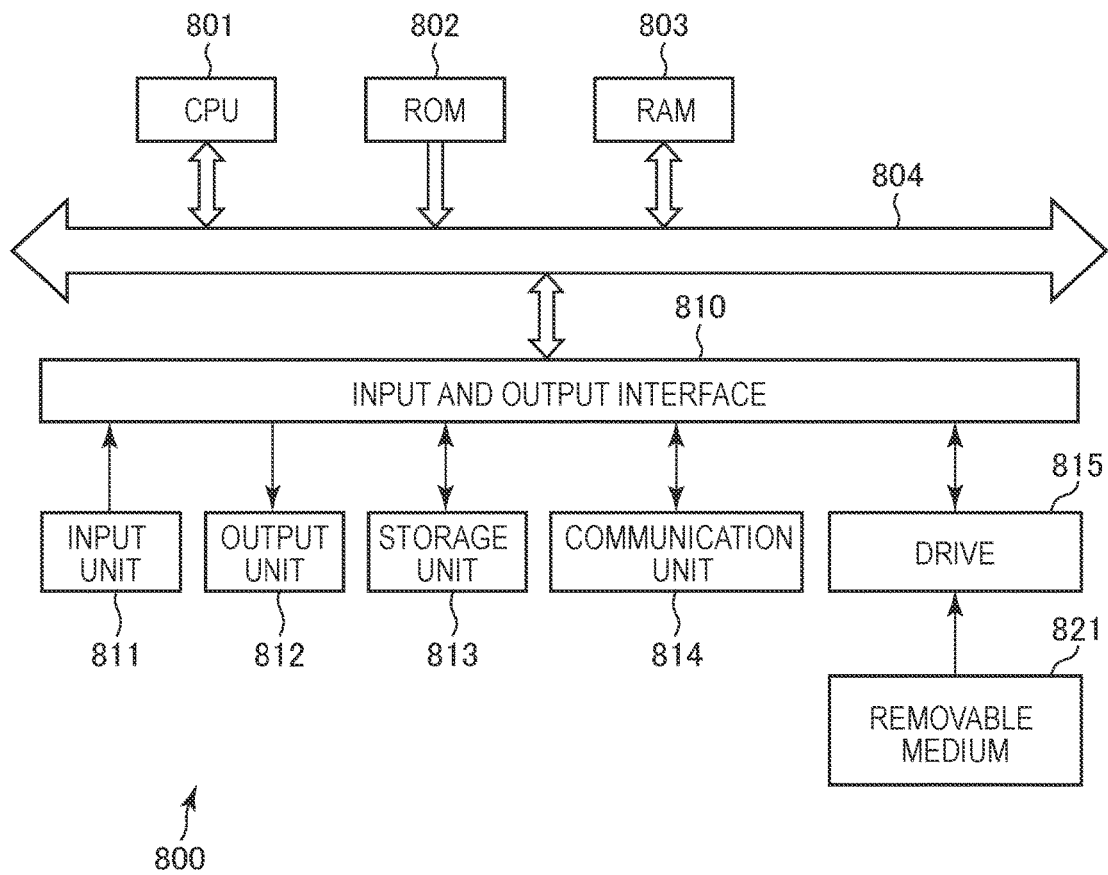 801
802
803
CPU
ROM
RAM
804
810
INPUT AND OUTPUT INTERFACE
815
INPUT
UNIT
OUTPUT
UNIT
STORAGE
UNIT
COMMUNICATION
UNIT
DRIVE
811
812
813
814
821
REMOVABLE
MEDIUM
800